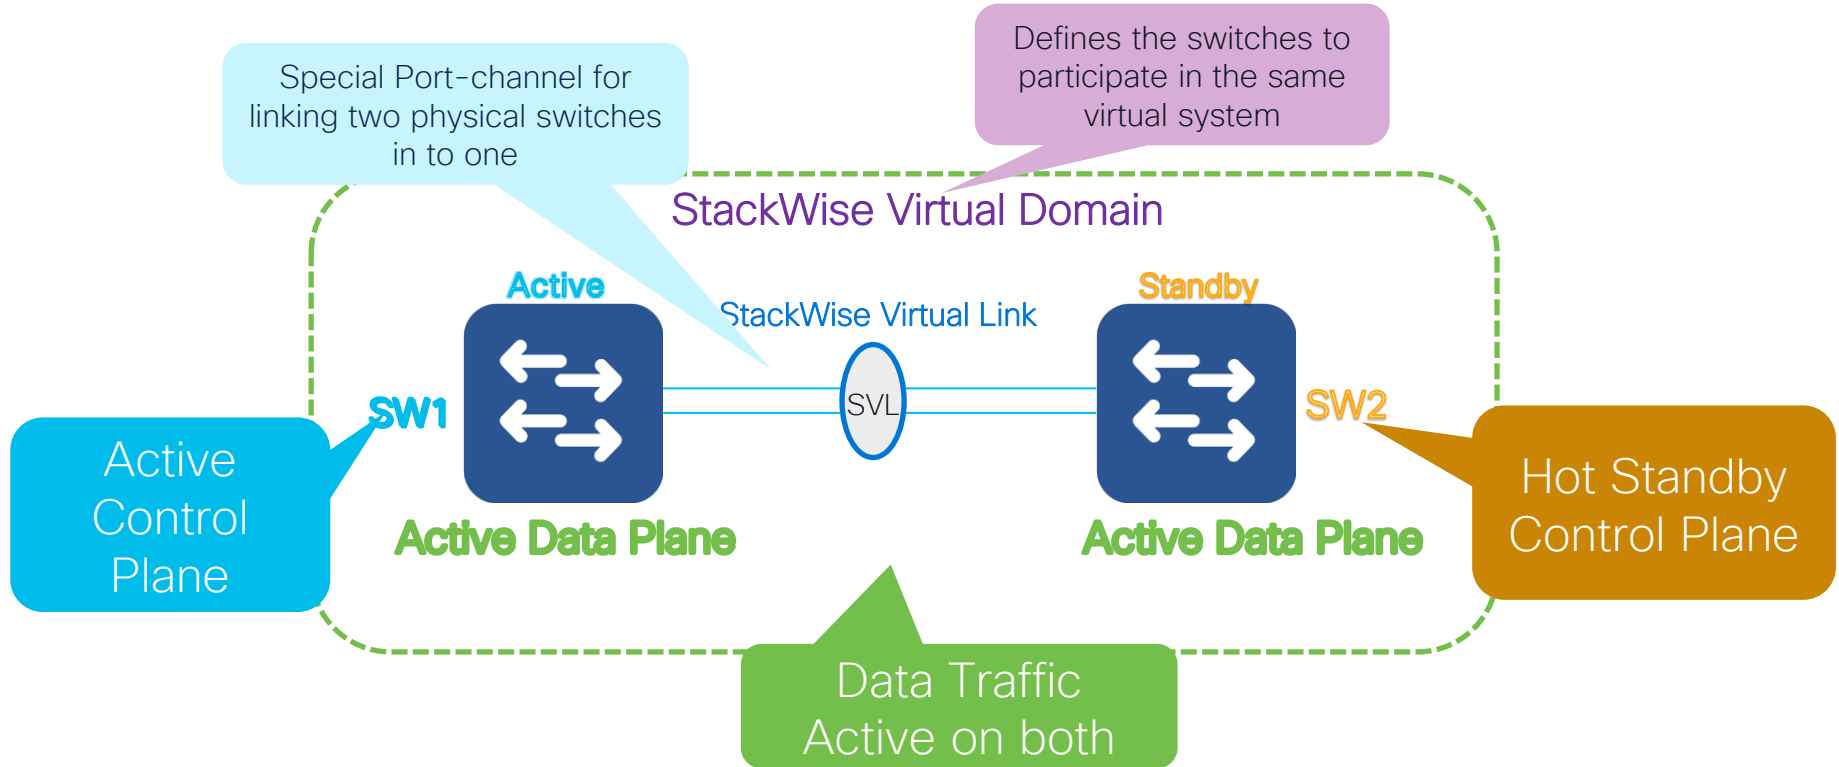 Special Port-channel for
linking two physical switches
in to one
Defines the switches to
participate in the same
virtual system
StackWise Virtual Domain
Active
StackWise Virtual Link
Standby
SW1
SVL
SW2
Active
Control
Plane
Hot Standby
Control Plane
Active Data Plane
Active Data Plane
Data Traffic
Active on both